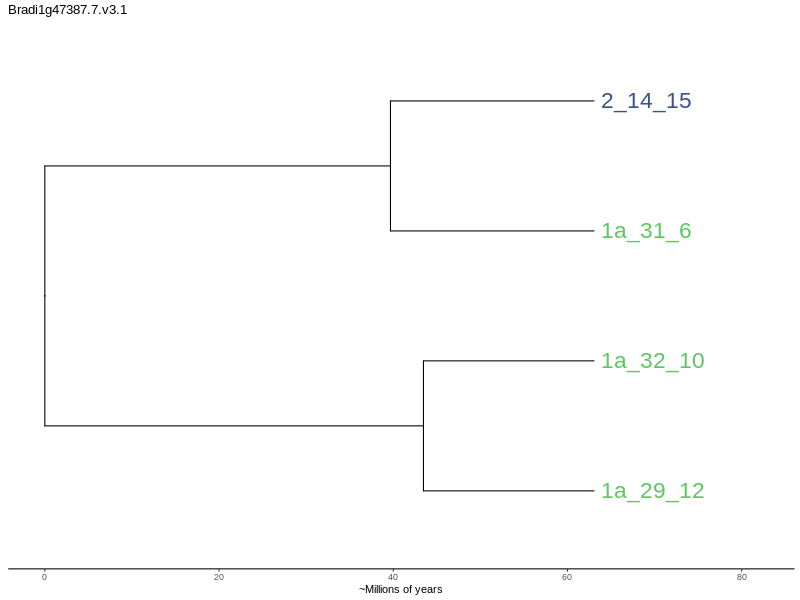 Bradi1g47387.7.v3.1
2_14_15
1a_31_6
1a_32_10
1a_29_12
0 20 40 60 80
~Millions of years